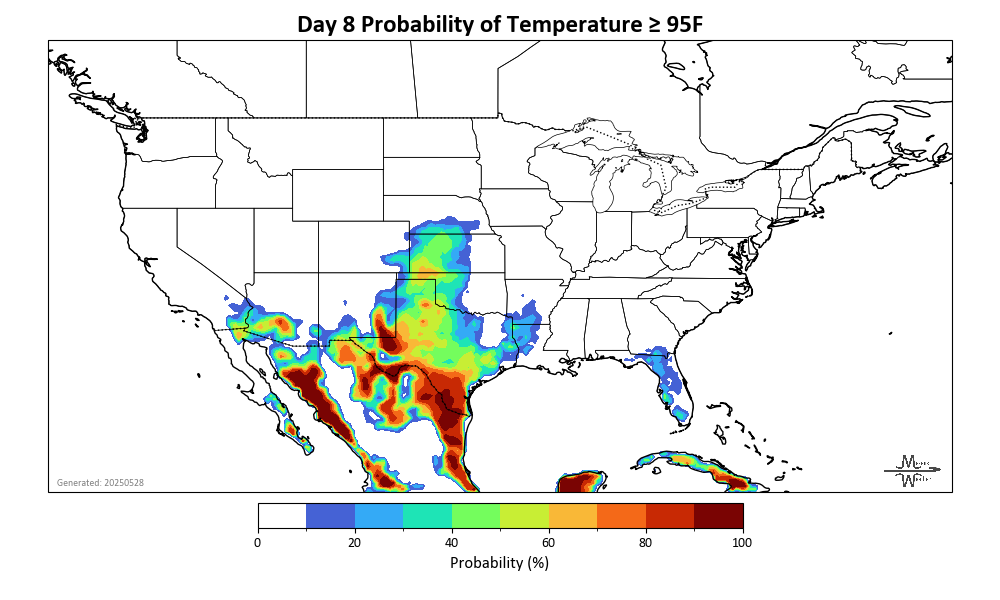 Day 8 Probability of Temperature ≥ 95F
Generated: 20250528
0 20 40 60 80 100
Probability (%)